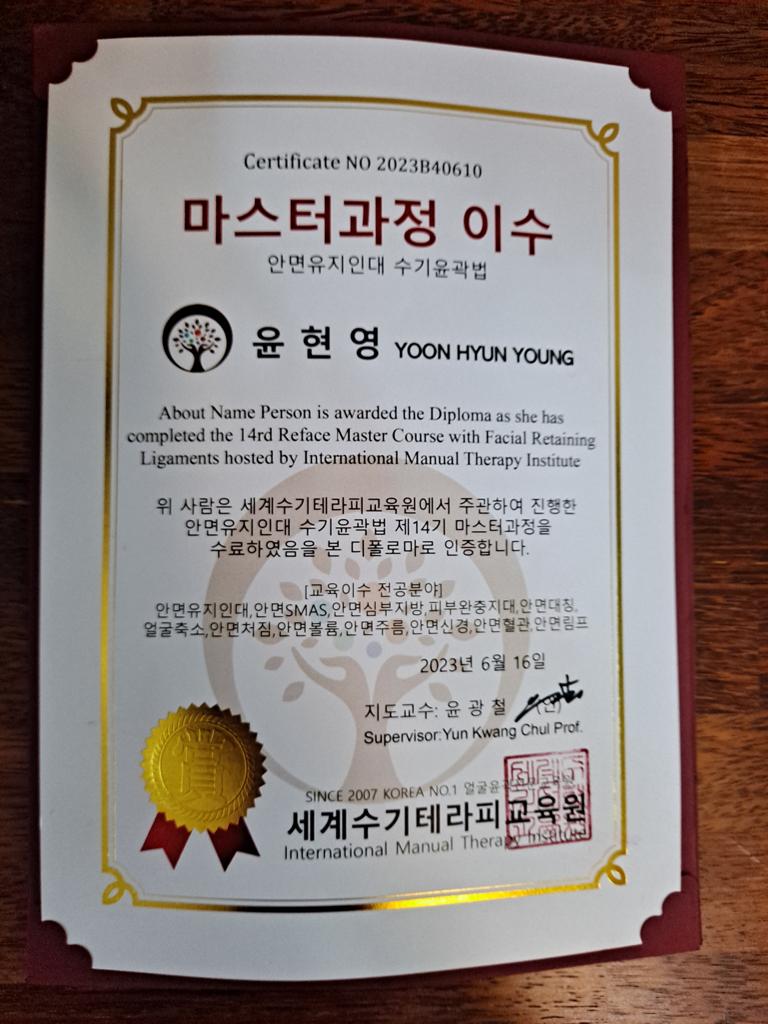 Certificate NO 2023B40610
마스터과정 이수
안면유지인대 수기윤곽법
윤 현 영 YOON HYUN YOUNG
About Name Person is awarded the Diploma as she has
completed the 14rd Reface Master Course with Facial Retaining
Ligaments hosted by International Manual Therapy Institute
위 사람은 세계수기테라피교육원에서 주관하여 진행한
안면유지인대 수기윤곽법 제14기 마스터과정을
수료하였음을 본 디폴로마로 인증합니다.
[교육이수 전공분야]
안면유지인대,안면SMAS,안면심부지방,피부완충지대,안면대칭,
얼굴축소,안면처짐,안면볼륨,안면주름,안면신경,안면혈관,안면림프
2023년 6월 16일
지도교수: 윤 광 철 (인)
Supervisor:Yun Kwang Chul Prof.
賞
SINCE 2007 KOREA NO.1 얼굴윤곽
세계수기테라피교육원
International Manual Therapy Institute